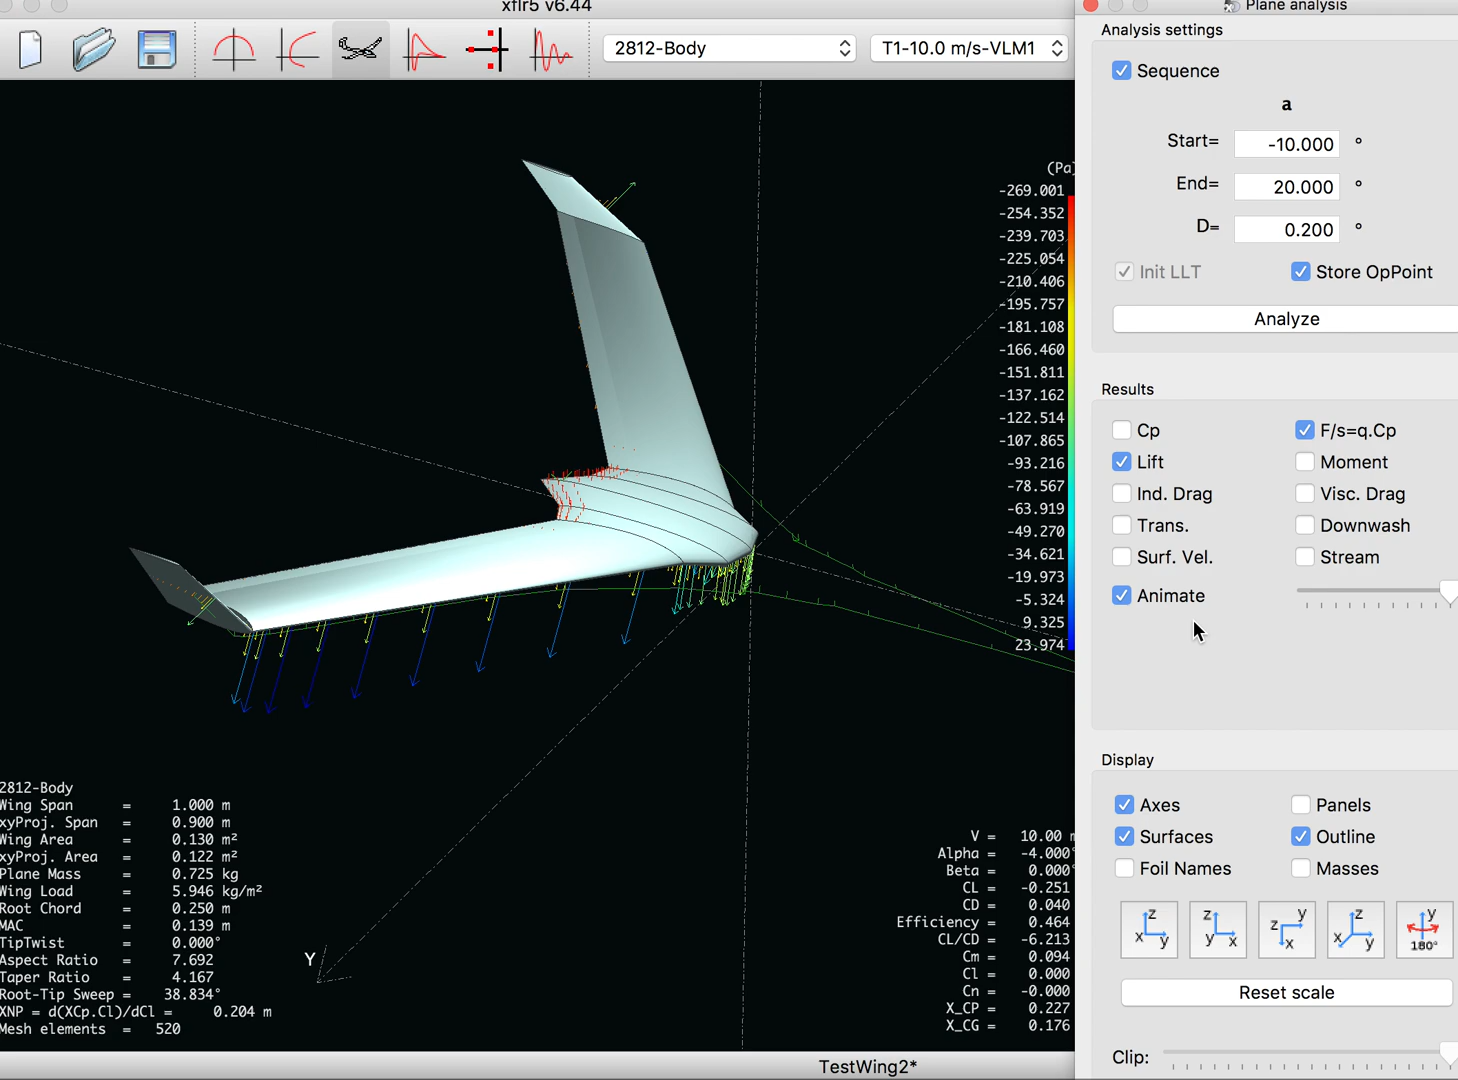 xflr5 v6.44
Plane analysis
2812-Body
T1-10.0 m/s-VLM1
Analysis settings
Sequence
a
Start= -10.000 °
End= 20.000 °
D= 0.200 °
Init LLT
Store OpPoint
Analyze
Results
Cp
F/s=q.Cp
Lift
Moment
Ind. Drag
Visc. Drag
Trans.
Downwash
Surf. Vel.
Stream
Animate
Display
Axes
Panels
Surfaces
Outline
Foil Names
Masses
z x y
z y x
y z x
z x y
y 180°
Reset scale
Clip:
(Pa)
-269.001
-254.352
-239.703
-225.054
-210.406
-195.757
-181.108
-166.460
-151.811
-137.162
-122.514
-107.865
-93.216
-78.567
-63.919
-49.270
-34.621
-19.973
-5.324
9.325
23.974
Y
2812-Body
Wing Span = 1.000 m
xyProj. Span = 0.900 m
Wing Area = 0.130 m²
xyProj. Area = 0.122 m²
Plane Mass = 0.725 kg
Wing Load = 5.946 kg/m²
Root Chord = 0.250 m
MAC = 0.139 m
TipTwist = 0.000°
Aspect Ratio = 7.692
Taper Ratio = 4.167
Root-Tip Sweep = 38.834°
XNP = d(XCp.Cl)/dCl = 0.204 m
Mesh elements = 520
V = 10.00 m
Alpha = -4.000°
Beta = 0.000°
CL = -0.251
CD = 0.040
Efficiency = 0.464
CL/CD = -6.213
Cm = 0.094
Cl = 0.000
Cn = -0.000
X_CP = 0.227
X_CG = 0.176
TestWing2*